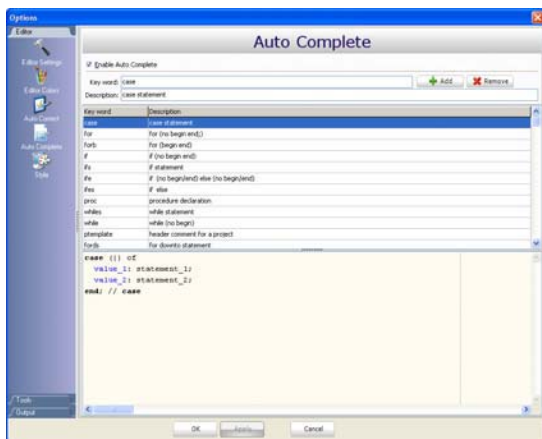 Options
Editor
Auto Complete
Editor Settings
Editor Colors
Auto Correct
Auto Complete
Style
Enable Auto Complete
Key word: case
Add
Remove
Description: case statement
Key word Description
case case statement
for for (no begin end;)
forb for (begin end)
if if (no begin end)
ifs if statement
ife if (no begin/end) else (no begin/end)
ifes if else
proc procedure declaration
whiles while statement
while while (no begin)
ptemplate header comment for a project
fords for downto statement
case (|) of
value_1: statement_1;
value_2: statement_2;
end; // case
Tools
Output
OK
Apply
Cancel